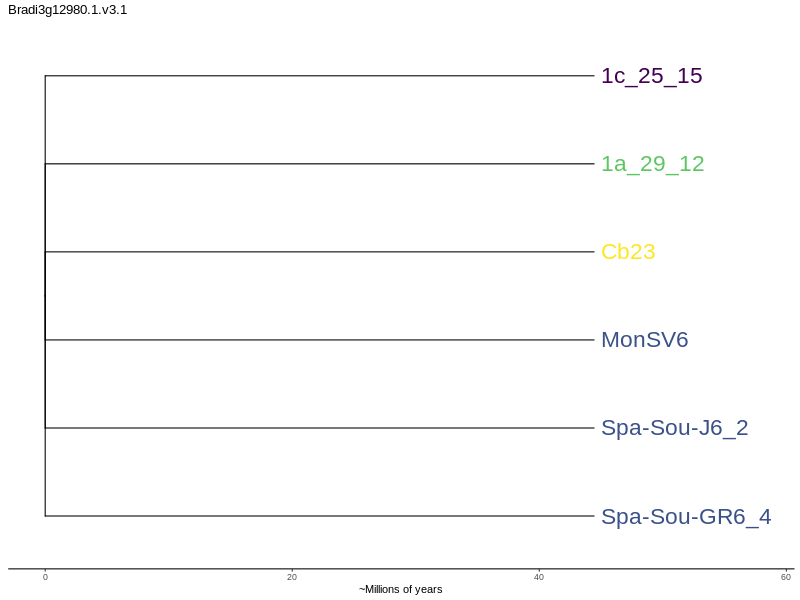 Bradi3g12980.1.v3.1
1c_25_15
1a_29_12
Cb23
MonSV6
Spa-Sou-J6_2
Spa-Sou-GR6_4
0 20 40 60
~Millions of years